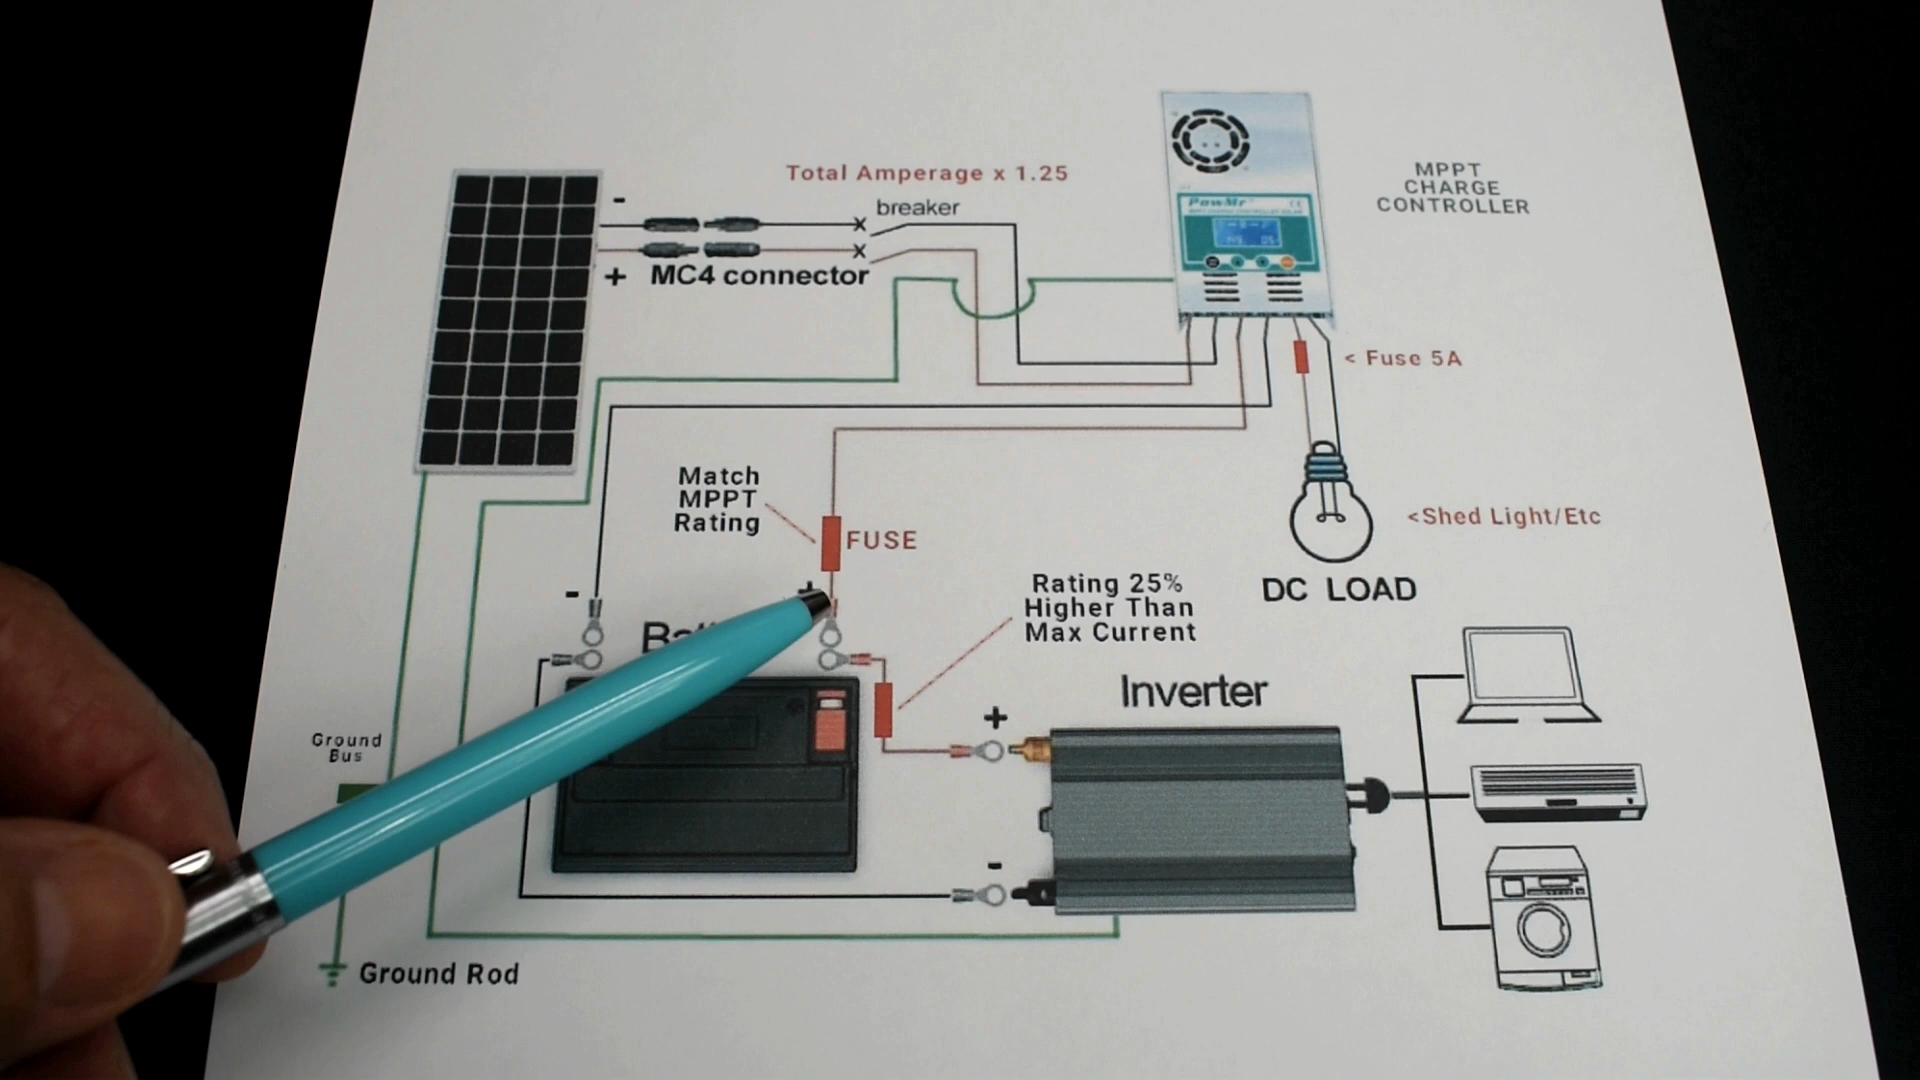 Total Amperage x 1.25
breaker
-
+ MC4 connector
PowMr
MPPT
CHARGE
CONTROLLER
< Fuse 5A
Match
MPPT
Rating
FUSE
<Shed Light/Etc
DC LOAD
-
+
Rating 25%
Higher Than
Max Current
Inverter
+
-
Ground
Bus
Ground Rod